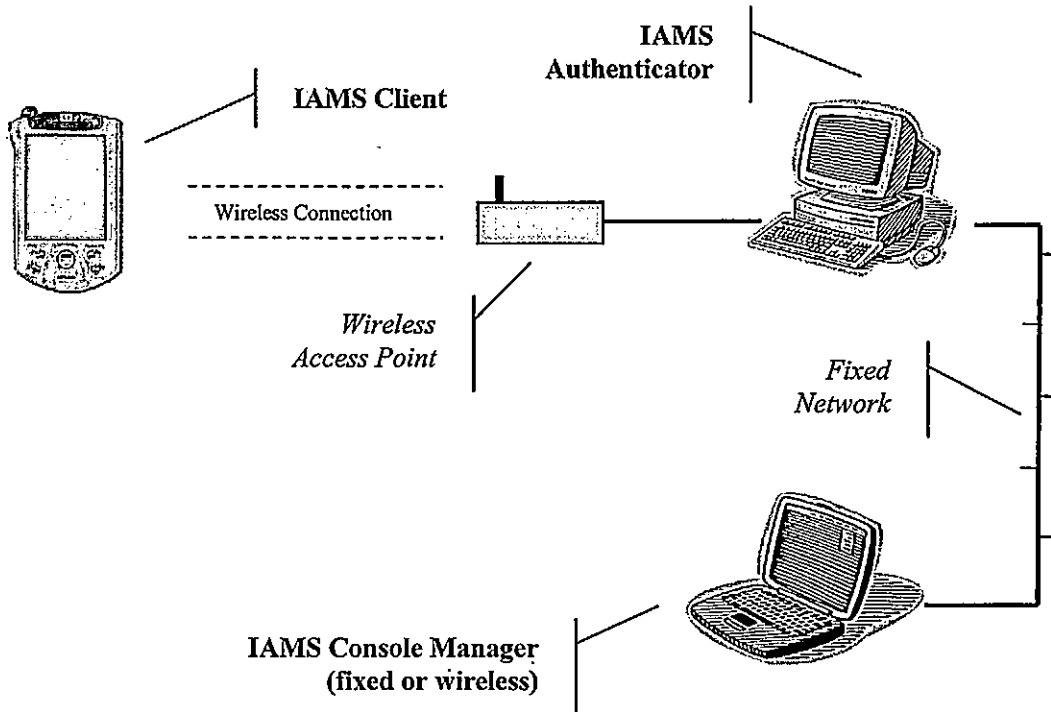 IAMS
Authenticator
IAMS Client
Wireless Connection
Wireless
Access Point
Fixed
Network
IAMS Console Manager
(fixed or wireless)